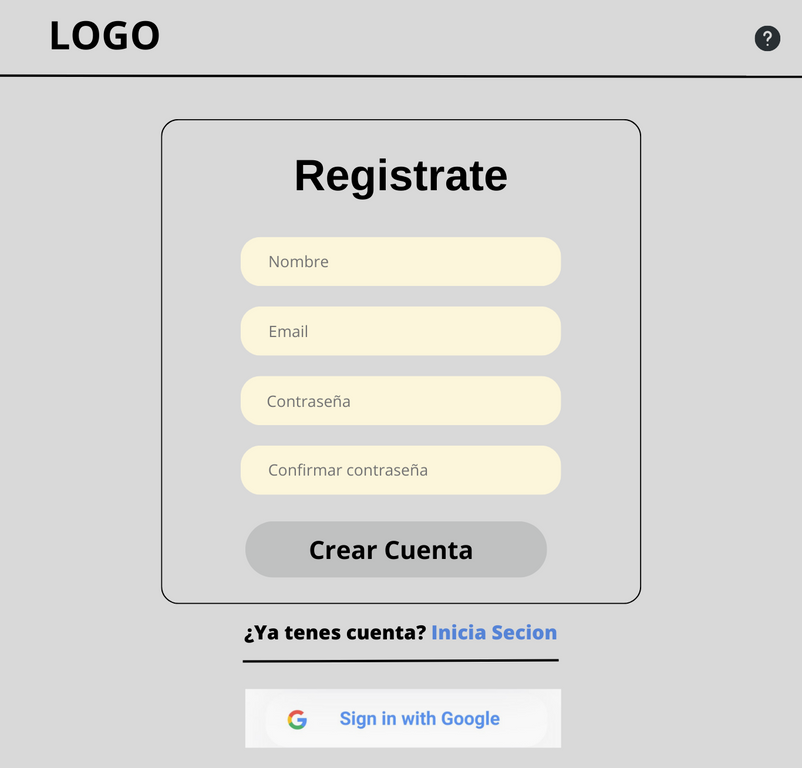 LOGO
?
Registrate
Nombre
Email
Contraseña
Confirmar contraseña
Crear Cuenta
¿Ya tenes cuenta? Inicia Secion
Sign in with Google